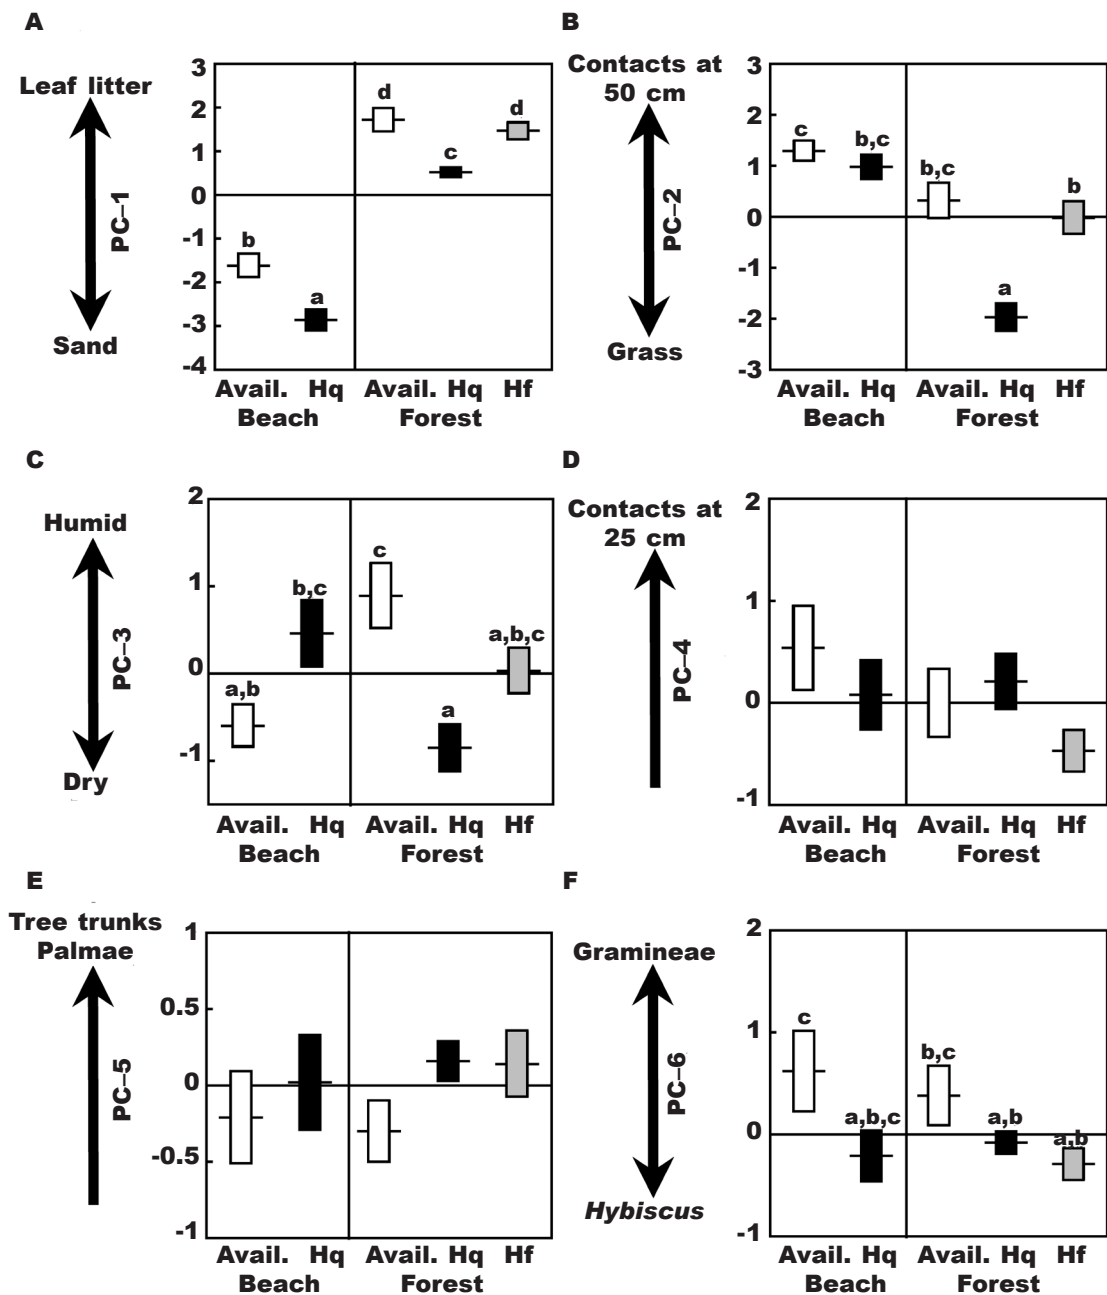 A
Leaf litter
PC–1
Sand
3
2
1
0
-1
-2
-3
-4
b
a
d
c
d
Avail. Hq Avail. Hq Hf
Beach Forest
B
Contacts at
50 cm
PC–2
Grass
3
2
1
0
-1
-2
-3
c
b,c
b,c
a
b
Avail. Hq Avail. Hq Hf
Beach Forest
C
Humid
PC–3
Dry
2
1
0
-1
a,b
b,c
c
a
a,b,c
Avail. Hq Avail. Hq Hf
Beach Forest
D
Contacts at
25 cm
PC–4
2
1
0
-1
Avail. Hq Avail. Hq Hf
Beach Forest
E
Tree trunks
Palmae
PC–5
1
0.5
0
-0.5
-1
Avail. Hq Avail. Hq Hf
Beach Forest
F
Gramineae
PC–6
Hybiscus
2
1
0
-1
c
a,b,c
b,c
a,b
a,b
Avail. Hq Avail. Hq Hf
Beach Forest